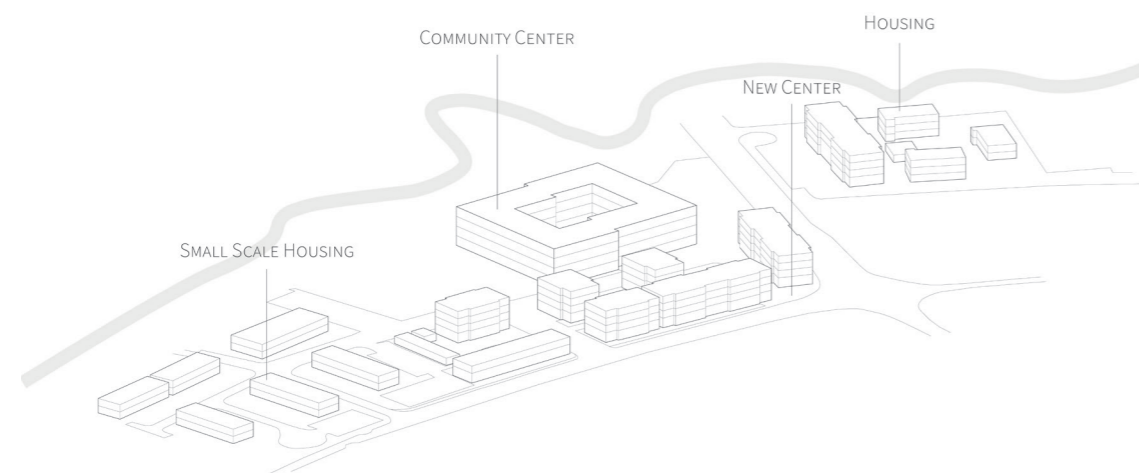 HOUSING
COMMUNITY CENTER
NEW CENTER
SMALL SCALE HOUSING